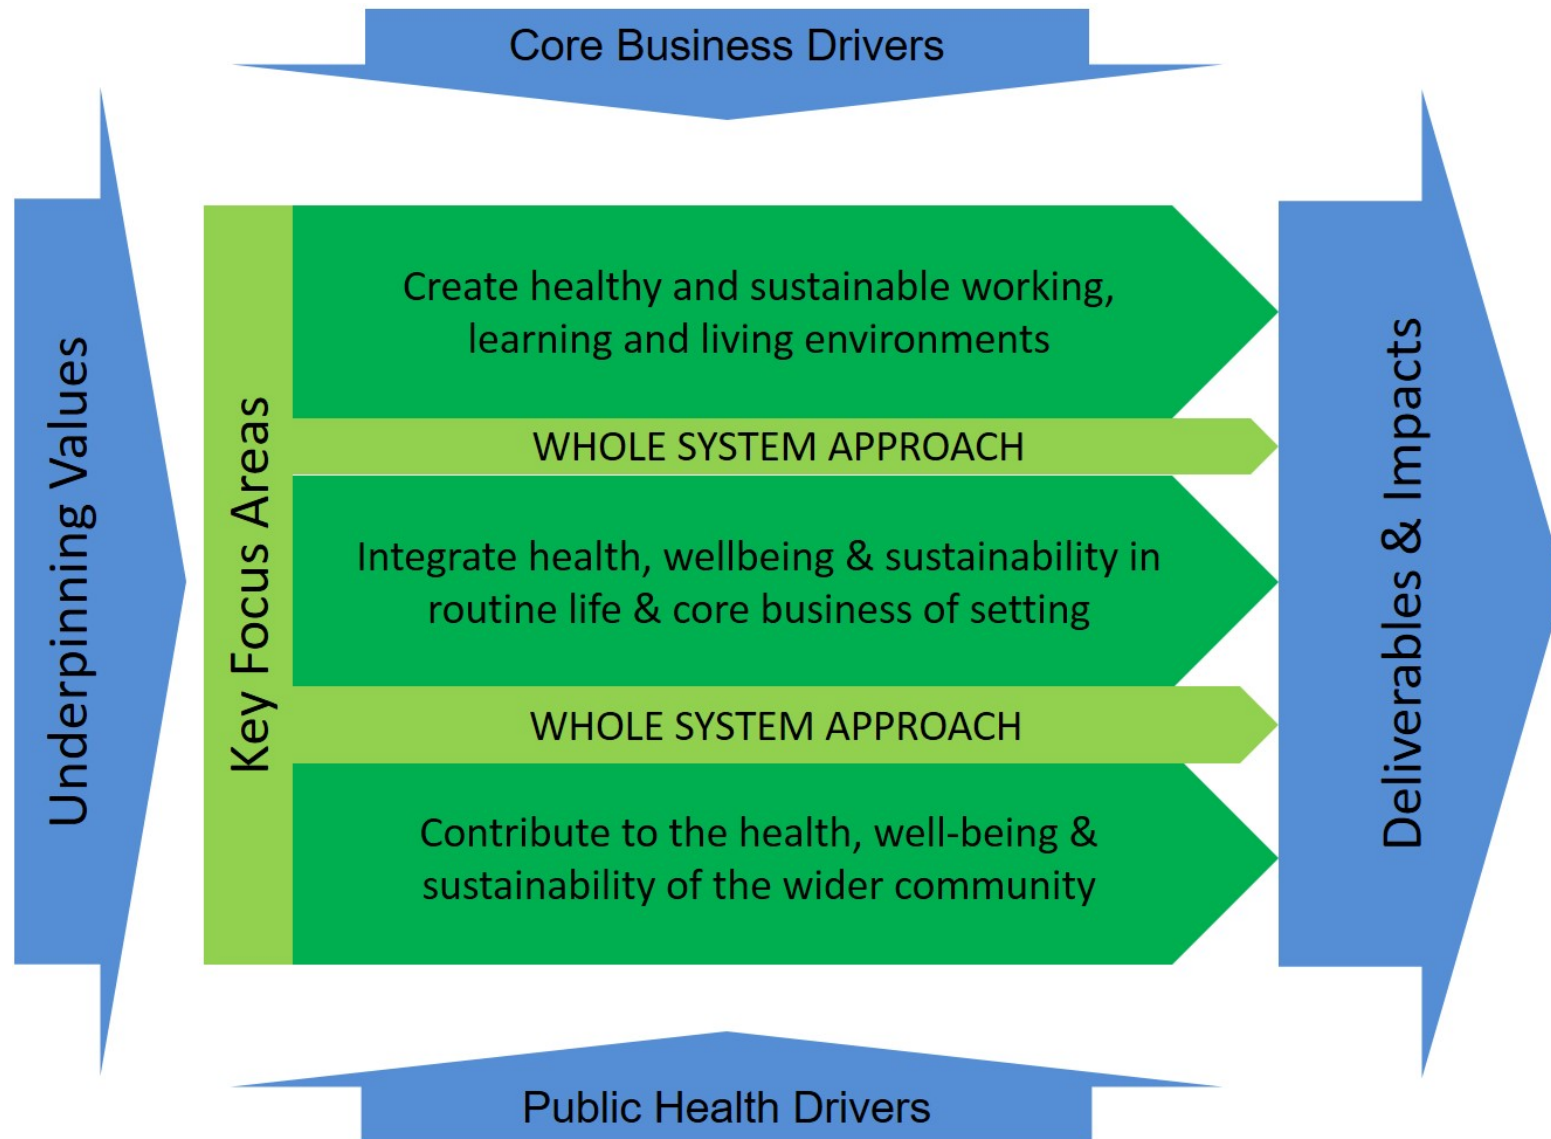 Core Business Drivers
Underpinning Values
Key Focus Areas
Create healthy and sustainable working,
learning and living environments
WHOLE SYSTEM APPROACH
Integrate health, wellbeing & sustainability in
routine life & core business of setting
WHOLE SYSTEM APPROACH
Contribute to the health, well-being &
sustainability of the wider community
Deliverables & Impacts
Public Health Drivers